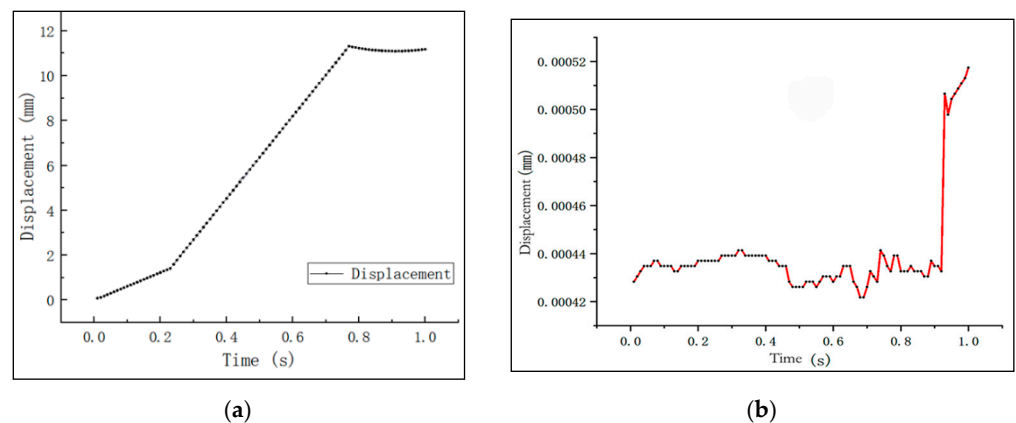 12
10
8
6
4
2
0
Displacement (mm)
Displacement
0.0 0.2 0.4 0.6 0.8 1.0
Time (s)
(a)
0.00052
0.00050
0.00048
0.00046
0.00044
0.00042
Displacement (mm)
0.0 0.2 0.4 0.6 0.8 1.0
Time (s)
(b)